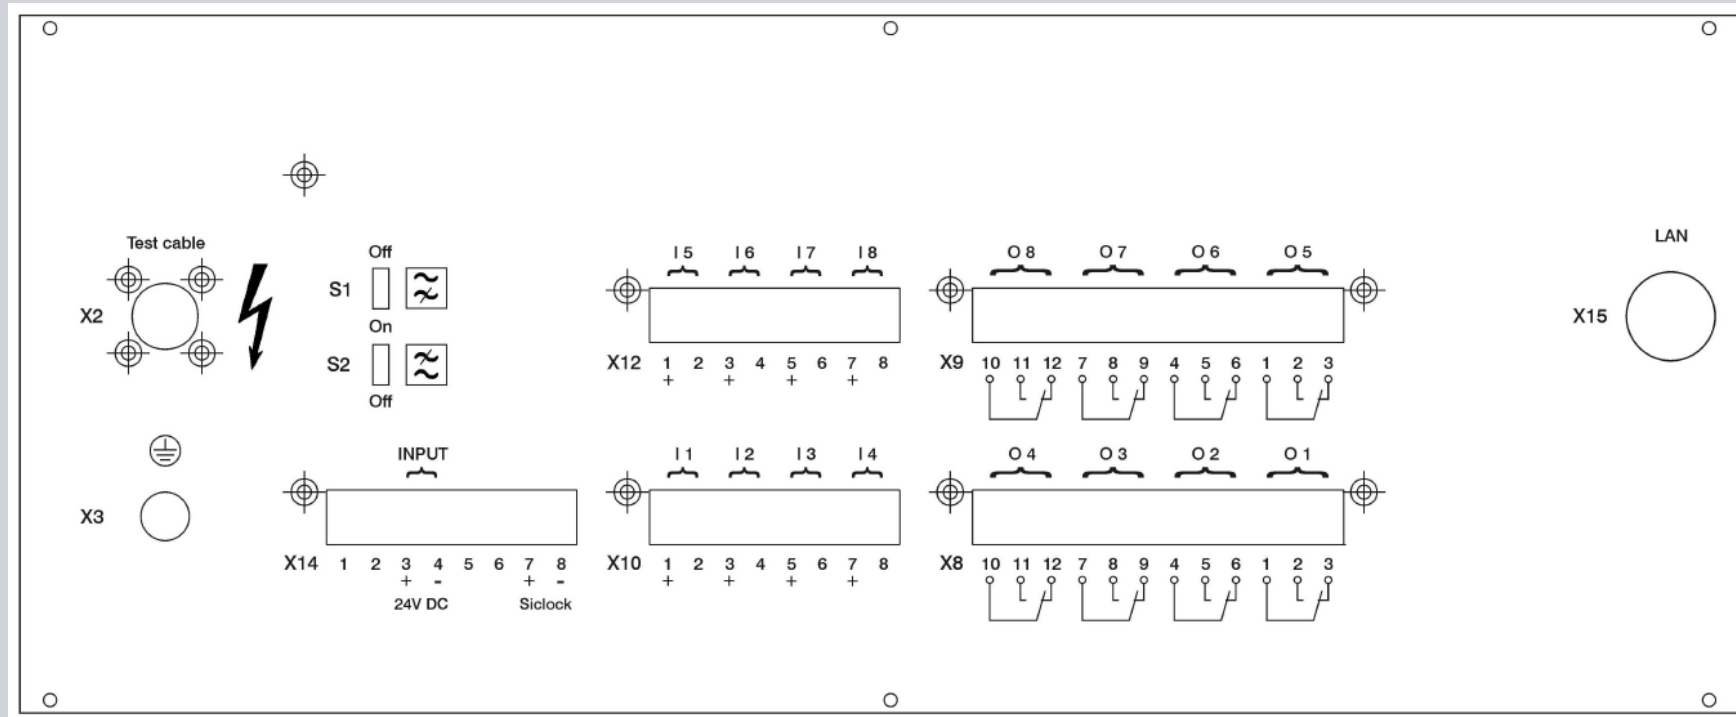 Test cable
LAN
Off
I 5 I 6 I 7 I 8
O 8 O 7 O 6 O 5
S1
X2
X15
On
S2
X12 1 2 3 4 5 6 7 8
+ + + +
X9 10 11 12 7 8 9 4 5 6 1 2 3
Off
INPUT
I 1 I 2 I 3 I 4
O 4 O 3 O 2 O 1
X3
X14 1 2 3 4 5 6 7 8
+ - + -
24V DC Siclock
X10 1 2 3 4 5 6 7 8
+ + + +
X8 10 11 12 7 8 9 4 5 6 1 2 3